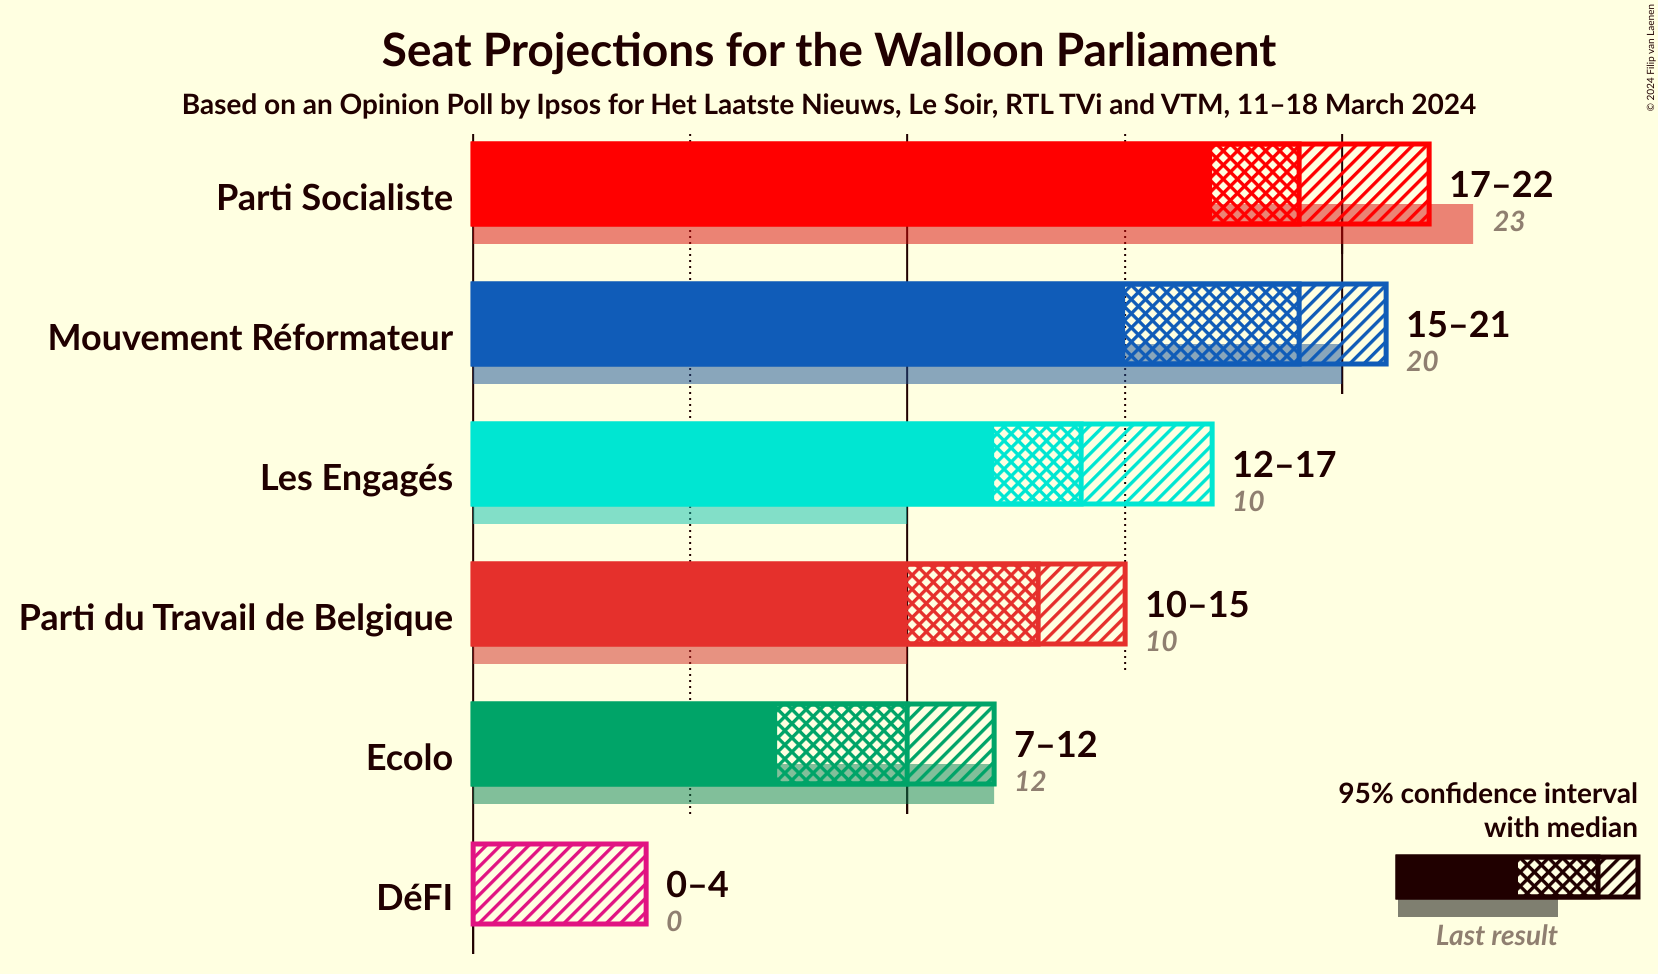 Seat Projections for the Walloon Parliament
Based on an Opinion Poll by Ipsos for Het Laatste Nieuws, Le Soir, RTL TVi and VTM, 11–18 March 2024
© 2024 Filip van Laenen
Parti Socialiste
17–22
23
Mouvement Réformateur
15–21
20
Les Engagés
12–17
10
Parti du Travail de Belgique
10–15
10
Ecolo
7–12
12
DéFI
0–4
0
95% confidence interval
with median
Last result